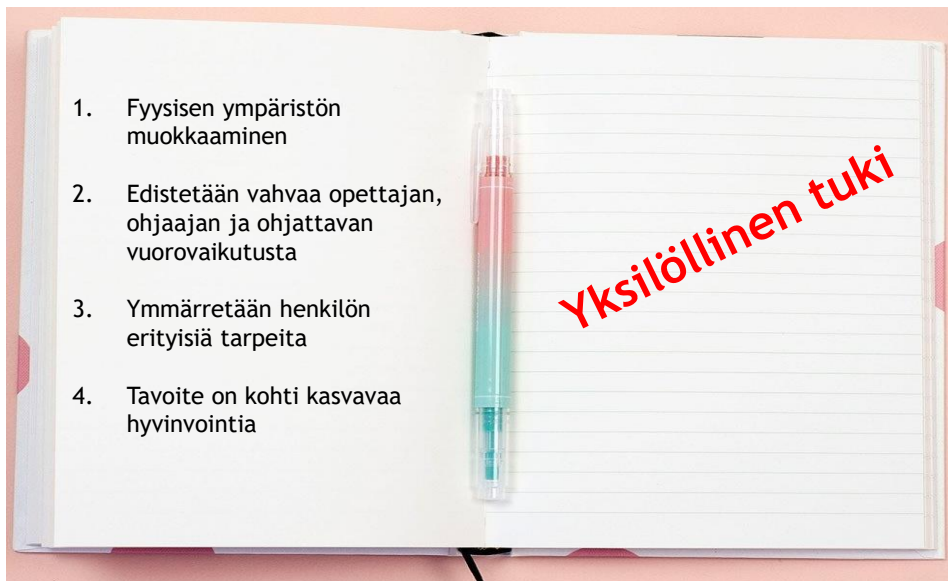 1. Fyysisen ympäristön
muokkaaminen
2. Edistetään vahvaa opettajan,
ohjaajan ja ohjattavan
vuorovaikutusta
3. Ymmärretään henkilön
erityisiä tarpeita
4. Tavoite on kohti kasvavaa
hyvinvointia
Yksilöllinen tuki